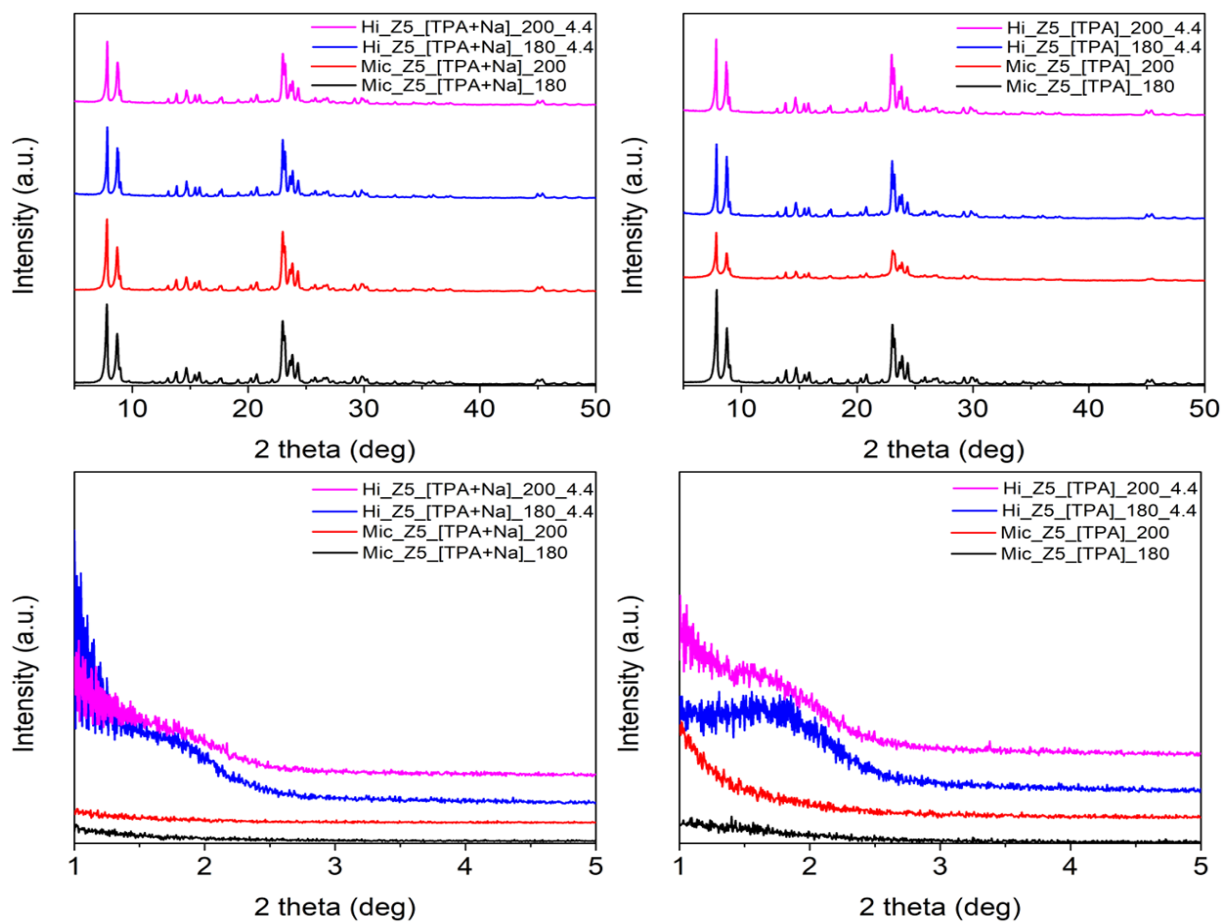 Hi_Z5_[TPA+Na]_200_4.4
Hi_Z5_[TPA+Na]_180_4.4
Mic_Z5_[TPA+Na]_200
Mic_Z5_[TPA+Na]_180
Intensity (a.u.)
10 20 30 40 50
2 theta (deg)
Hi_Z5_[TPA]_200_4.4
Hi_Z5_[TPA]_180_4.4
Mic_Z5_[TPA]_200
Mic_Z5_[TPA]_180
Intensity (a.u.)
10 20 30 40 50
2 theta (deg)
Hi_Z5_[TPA+Na]_200_4.4
Hi_Z5_[TPA+Na]_180_4.4
Mic_Z5_[TPA+Na]_200
Mic_Z5_[TPA+Na]_180
Intensity (a.u.)
1 2 3 4 5
2 theta (deg)
Hi_Z5_[TPA]_200_4.4
Hi_Z5_[TPA]_180_4.4
Mic_Z5_[TPA]_200
Mic_Z5_[TPA]_180
Intensity (a.u.)
1 2 3 4 5
2 theta (deg)